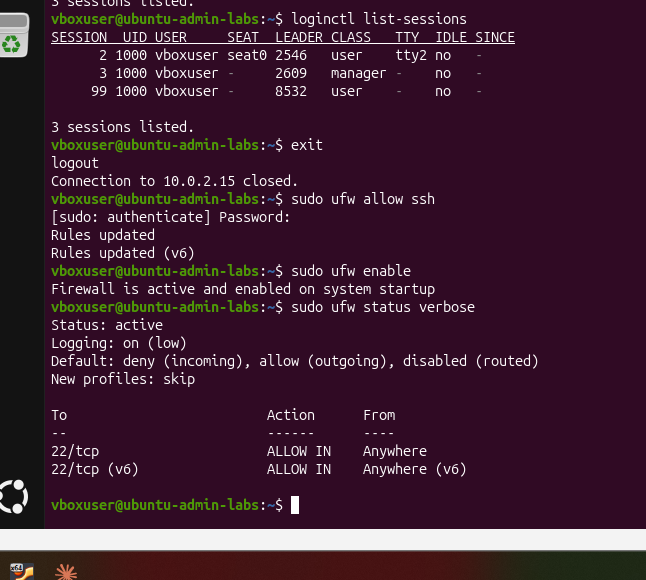 3 sessions listed.
vboxuser@ubuntu-admin-labs:~$ loginctl list-sessions
SESSION  UID USER     SEAT  LEADER CLASS   TTY  IDLE SINCE
      2 1000 vboxuser seat0 2546   user    tty2 no   -
      3 1000 vboxuser -     2609   manager -    no   -
     99 1000 vboxuser -     8532   user    -    no   -
3 sessions listed.
vboxuser@ubuntu-admin-labs:~$ exit
logout
Connection to 10.0.2.15 closed.
vboxuser@ubuntu-admin-labs:~$ sudo ufw allow ssh
[sudo: authenticate] Password:
Rules updated
Rules updated (v6)
vboxuser@ubuntu-admin-labs:~$ sudo ufw enable
Firewall is active and enabled on system startup
vboxuser@ubuntu-admin-labs:~$ sudo ufw status verbose
Status: active
Logging: on (low)
Default: deny (incoming), allow (outgoing), disabled (routed)
New profiles: skip
To                         Action      From
--                         ------      ----
22/tcp                     ALLOW IN    Anywhere
22/tcp (v6)                ALLOW IN    Anywhere (v6)
vboxuser@ubuntu-admin-labs:~$
x64